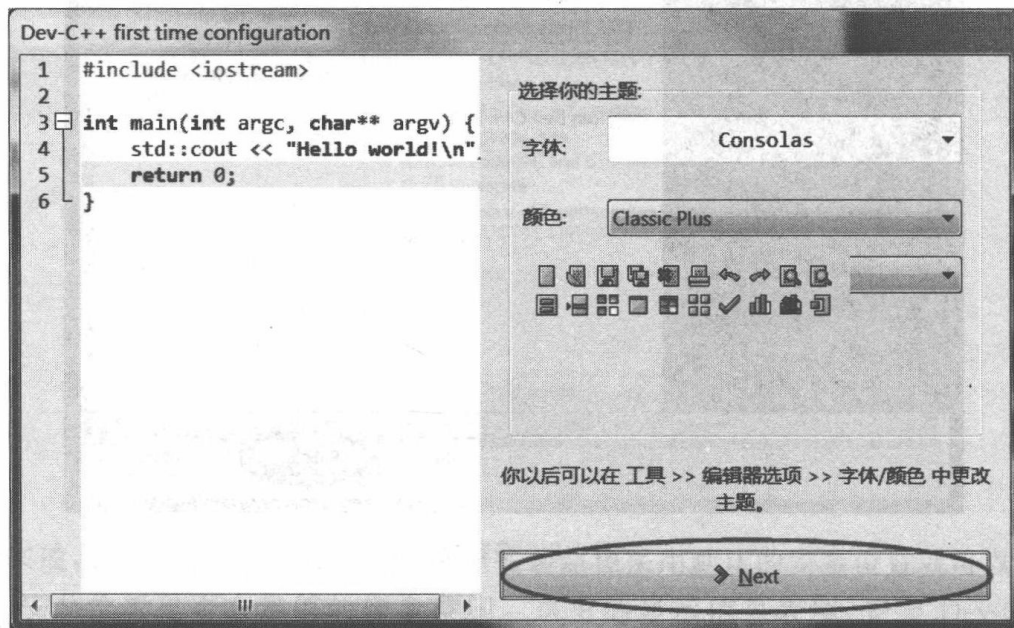 Dev-C++ first time configuration
1 #include <iostream>
2
3 int main(int argc, char** argv) {
4 std::cout << "Hello world!\n"
5 return 0;
6 }
选择你的主题:
字体: Consolas
颜色: Classic Plus
你以后可以在 工具 >> 编辑器选项 >> 字体/颜色 中更改
主题。
Next